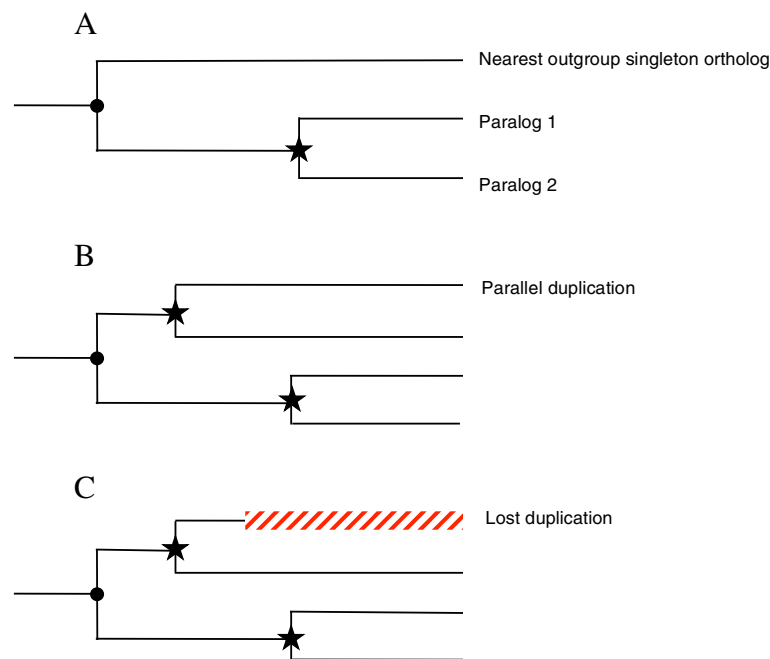 A
Nearest outgroup singleton ortholog
Paralog 1
Paralog 2
B
Parallel duplication
C
Lost duplication